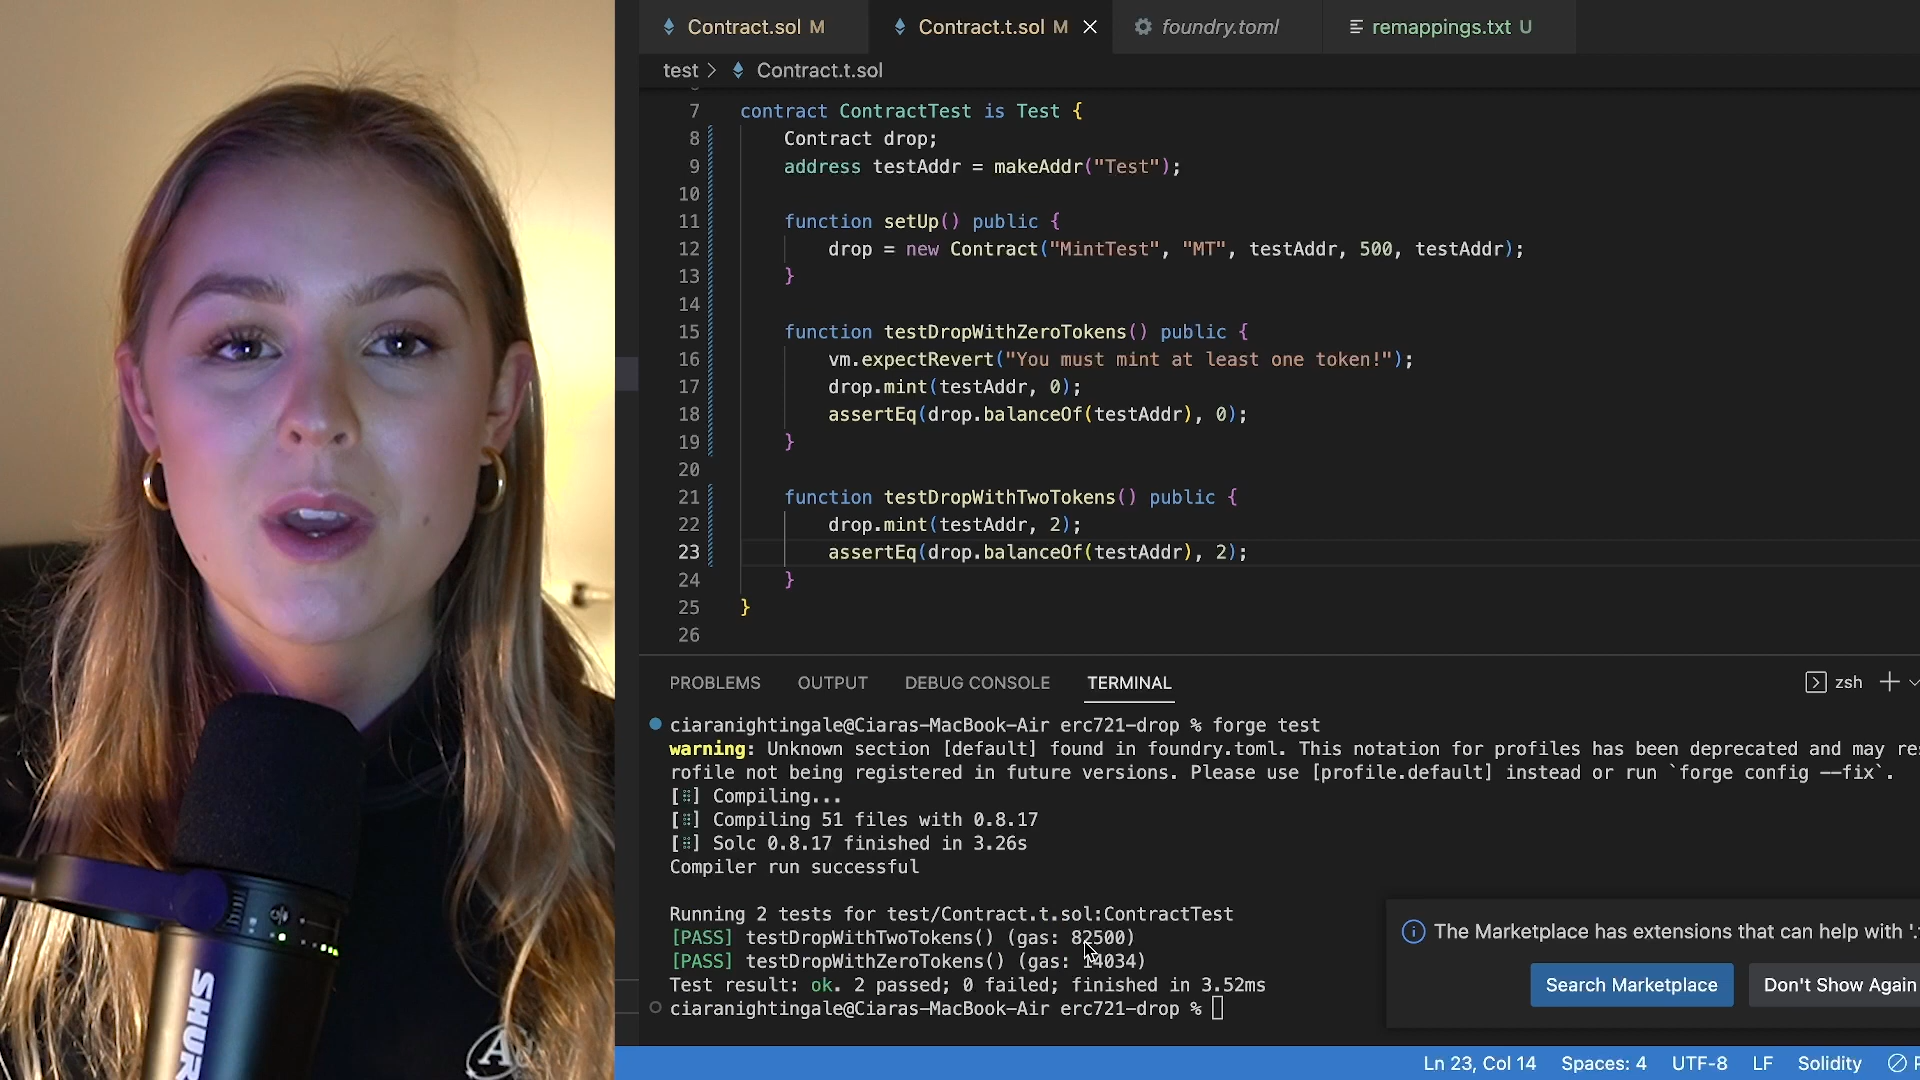 Contract.sol M
Contract.t.sol M
foundry.toml
remappings.txt U
test > Contract.t.sol
7 contract ContractTest is Test {
8 Contract drop;
9 address testAddr = makeAddr("Test");
10
11 function setUp() public {
12 drop = new Contract("MintTest", "MT", testAddr, 500, testAddr);
13 }
14
15 function testDropWithZeroTokens() public {
16 vm.expectRevert("You must mint at least one token!");
17 drop.mint(testAddr, 0);
18 assertEq(drop.balanceOf(testAddr), 0);
19 }
20
21 function testDropWithTwoTokens() public {
22 drop.mint(testAddr, 2);
23 assertEq(drop.balanceOf(testAddr), 2);
24 }
25 }
26
PROBLEMS OUTPUT DEBUG CONSOLE TERMINAL
zsh
ciaranightingale@Ciaras-MacBook-Air erc721-drop % forge test
warning: Unknown section [default] found in foundry.toml. This notation for profiles has been deprecated and may res
rofile not being registered in future versions. Please use [profile.default] instead or run `forge config --fix`.
[⠿] Compiling...
[⠿] Compiling 51 files with 0.8.17
[⠿] Solc 0.8.17 finished in 3.26s
Compiler run successful
Running 2 tests for test/Contract.t.sol:ContractTest
[PASS] testDropWithTwoTokens() (gas: 82500)
[PASS] testDropWithZeroTokens() (gas: 14034)
Test result: ok. 2 passed; 0 failed; finished in 3.52ms
ciaranightingale@Ciaras-MacBook-Air erc721-drop %
The Marketplace has extensions that can help with '.
Search Marketplace
Don't Show Again
Ln 23, Col 14 Spaces: 4 UTF-8 LF Solidity
SHUR